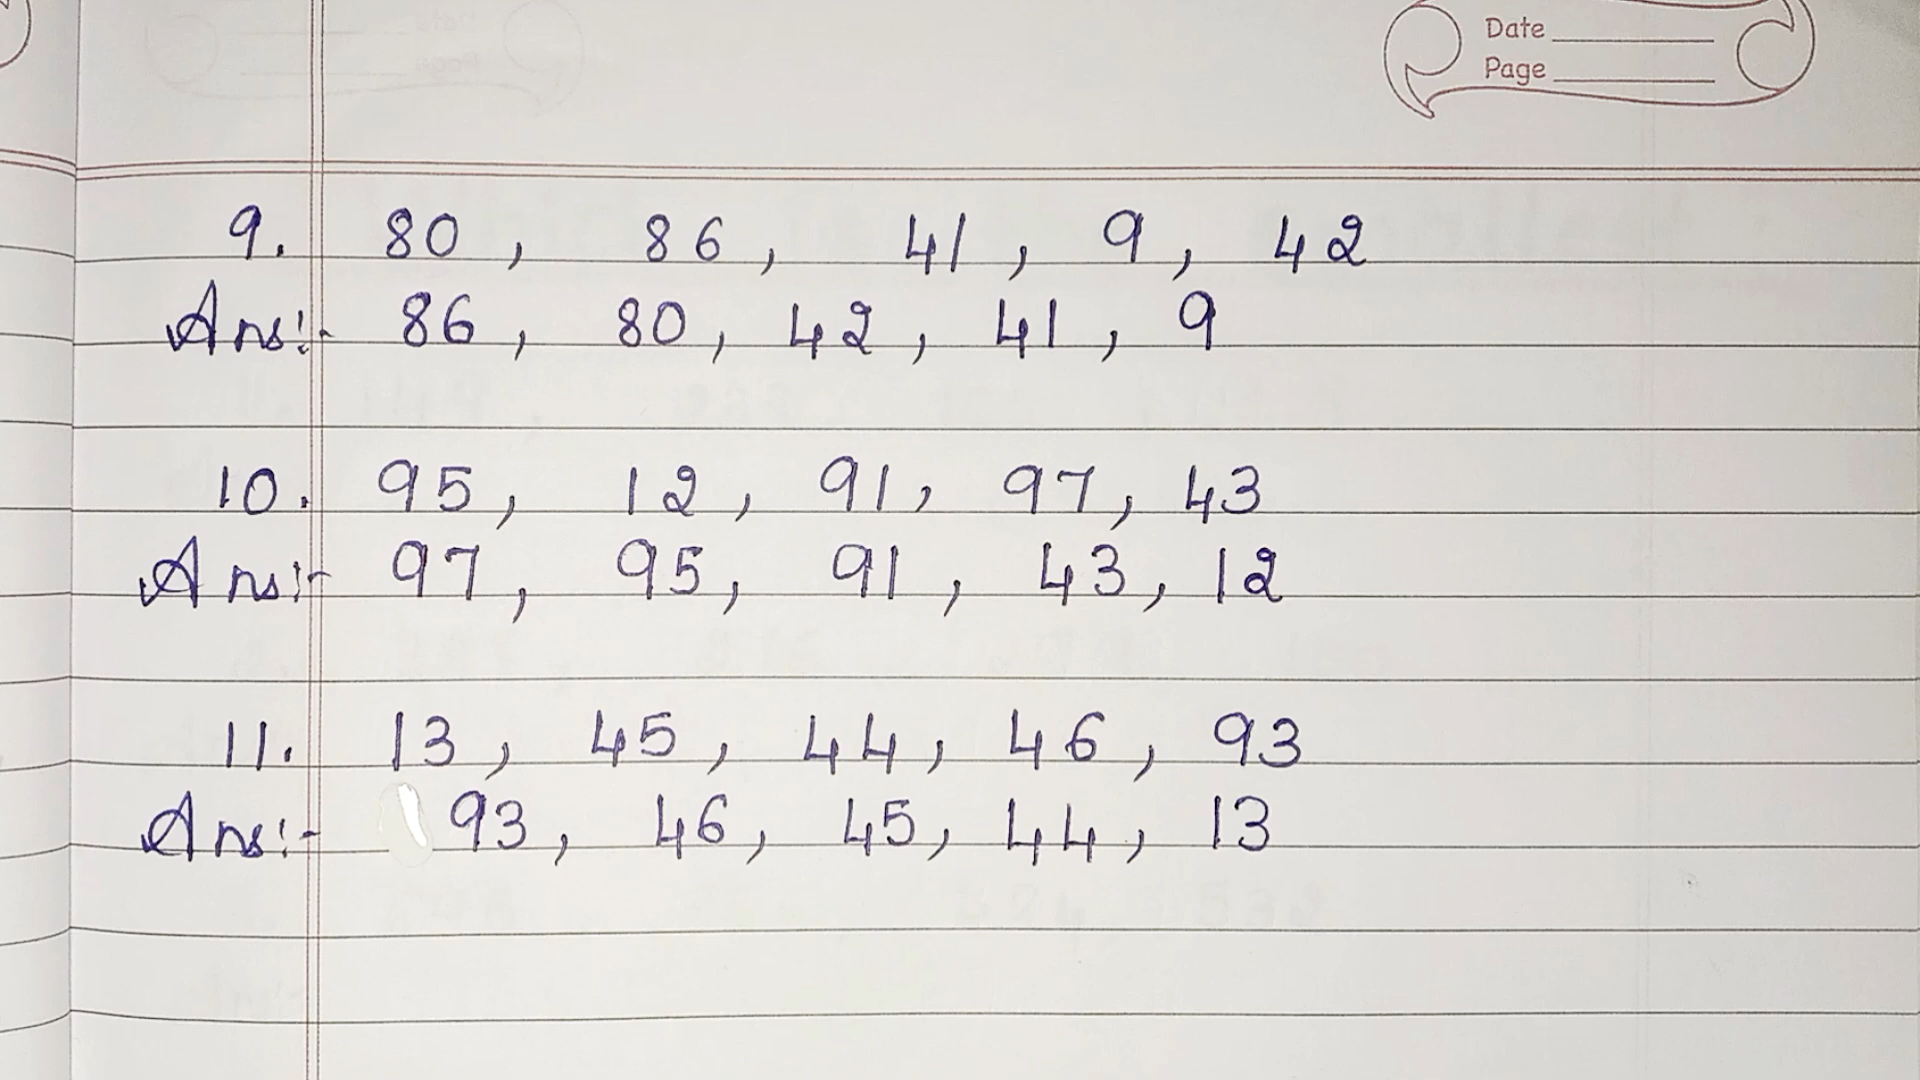 Date
Page
9. 80, 86, 41, 9, 42
Ans:- 86, 80, 42, 41, 9
10. 95, 12, 91, 97, 43
Ans:- 97, 95, 91, 43, 12
11. 13, 45, 44, 46, 93
Ans:- 93, 46, 45, 44, 13